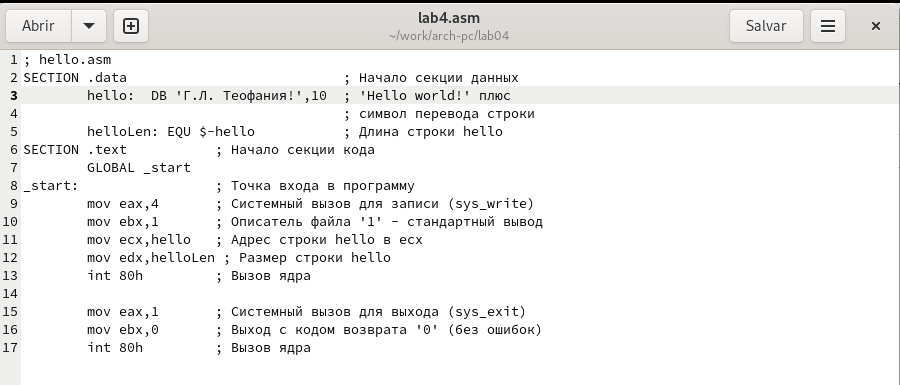 Abrir
lab4.asm
~/work/arch-pc/lab04
Salvar
1 ; hello.asm
2 SECTION .data                           ; Начало секции данных
3         hello:  DB 'Г.Л. Теофания!',10  ; 'Hello world!' плюс
4                                         ; символ перевода строки
5         helloLen: EQU $-hello           ; Длина строки hello
6 SECTION .text           ; Начало секции кода
7         GLOBAL _start
8 _start:                 ; Точка входа в программу
9         mov eax,4       ; Системный вызов для записи (sys_write)
10         mov ebx,1       ; Описатель файла '1' - стандартный вывод
11         mov ecx,hello   ; Адрес строки hello в ecx
12         mov edx,helloLen ; Размер строки hello
13         int 80h         ; Вызов ядра
14
15         mov eax,1       ; Системный вызов для выхода (sys_exit)
16         mov ebx,0       ; Выход с кодом возврата '0' (без ошибок)
17         int 80h         ; Вызов ядра